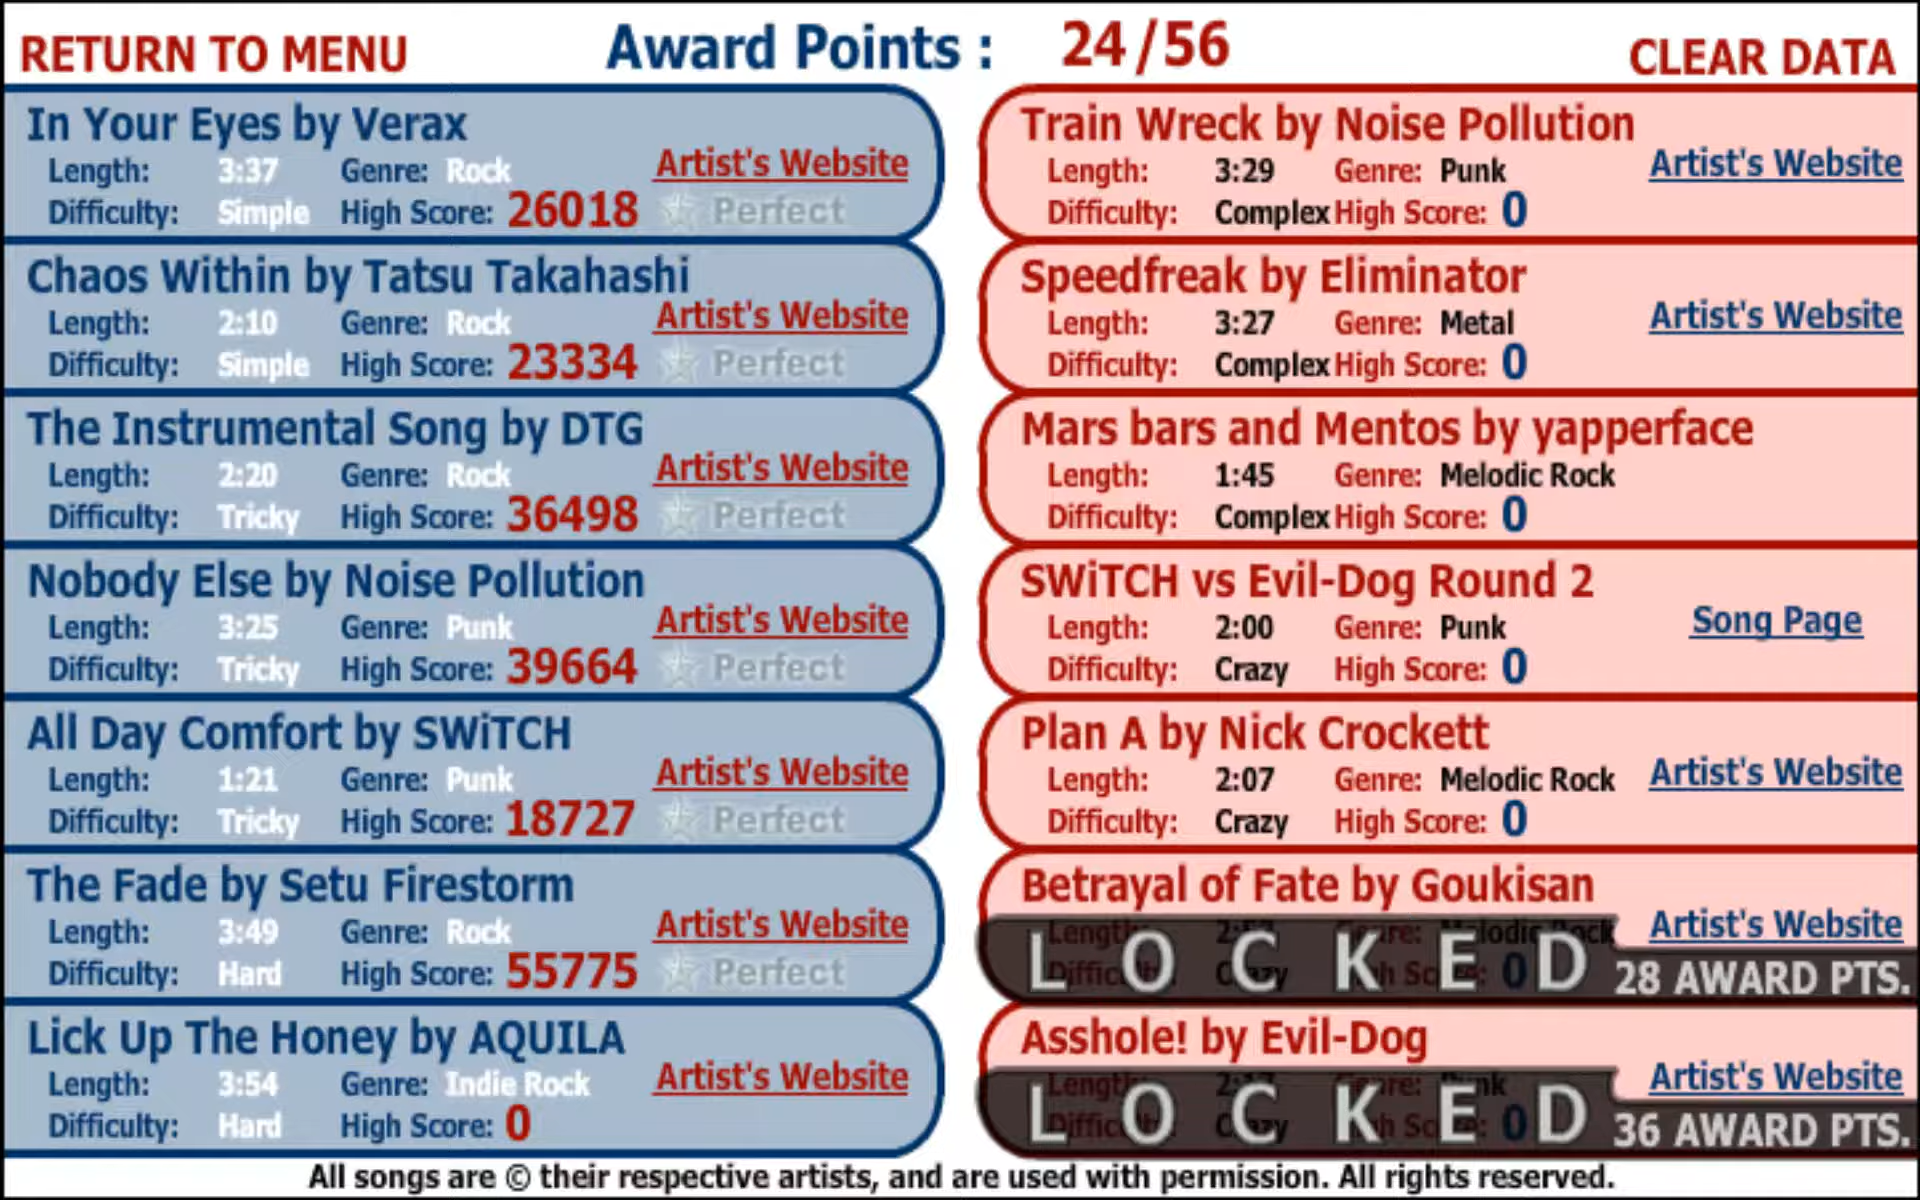 RETURN TO MENU
Award Points : 24/56
CLEAR DATA
In Your Eyes by Verax
Length: 3:37 Genre: Rock Artist's Website
Difficulty: Simple High Score: 26018 Perfect
Chaos Within by Tatsu Takahashi
Length: 2:10 Genre: Rock Artist's Website
Difficulty: Simple High Score: 23334 Perfect
The Instrumental Song by DTG
Length: 2:20 Genre: Rock Artist's Website
Difficulty: Tricky High Score: 36498 Perfect
Nobody Else by Noise Pollution
Length: 3:25 Genre: Punk Artist's Website
Difficulty: Tricky High Score: 39664 Perfect
All Day Comfort by SWiTCH
Length: 1:21 Genre: Punk Artist's Website
Difficulty: Tricky High Score: 18727 Perfect
The Fade by Setu Firestorm
Length: 3:49 Genre: Rock Artist's Website
Difficulty: Hard High Score: 55775 Perfect
Lick Up The Honey by AQUILA
Length: 3:54 Genre: Indie Rock Artist's Website
Difficulty: Hard High Score: 0
Train Wreck by Noise Pollution
Length: 3:29 Genre: Punk Artist's Website
Difficulty: Complex High Score: 0
Speedfreak by Eliminator
Length: 3:27 Genre: Metal Artist's Website
Difficulty: Complex High Score: 0
Mars bars and Mentos by yapperface
Length: 1:45 Genre: Melodic Rock
Difficulty: Complex High Score: 0
SWiTCH vs Evil-Dog Round 2
Length: 2:00 Genre: Punk Song Page
Difficulty: Crazy High Score: 0
Plan A by Nick Crockett
Length: 2:07 Genre: Melodic Rock Artist's Website
Difficulty: Crazy High Score: 0
Betrayal of Fate by Goukisan
Artist's Website
LOCKED 28 AWARD PTS.
Asshole! by Evil-Dog
Artist's Website
LOCKED 36 AWARD PTS.
All songs are © their respective artists, and are used with permission. All rights reserved.